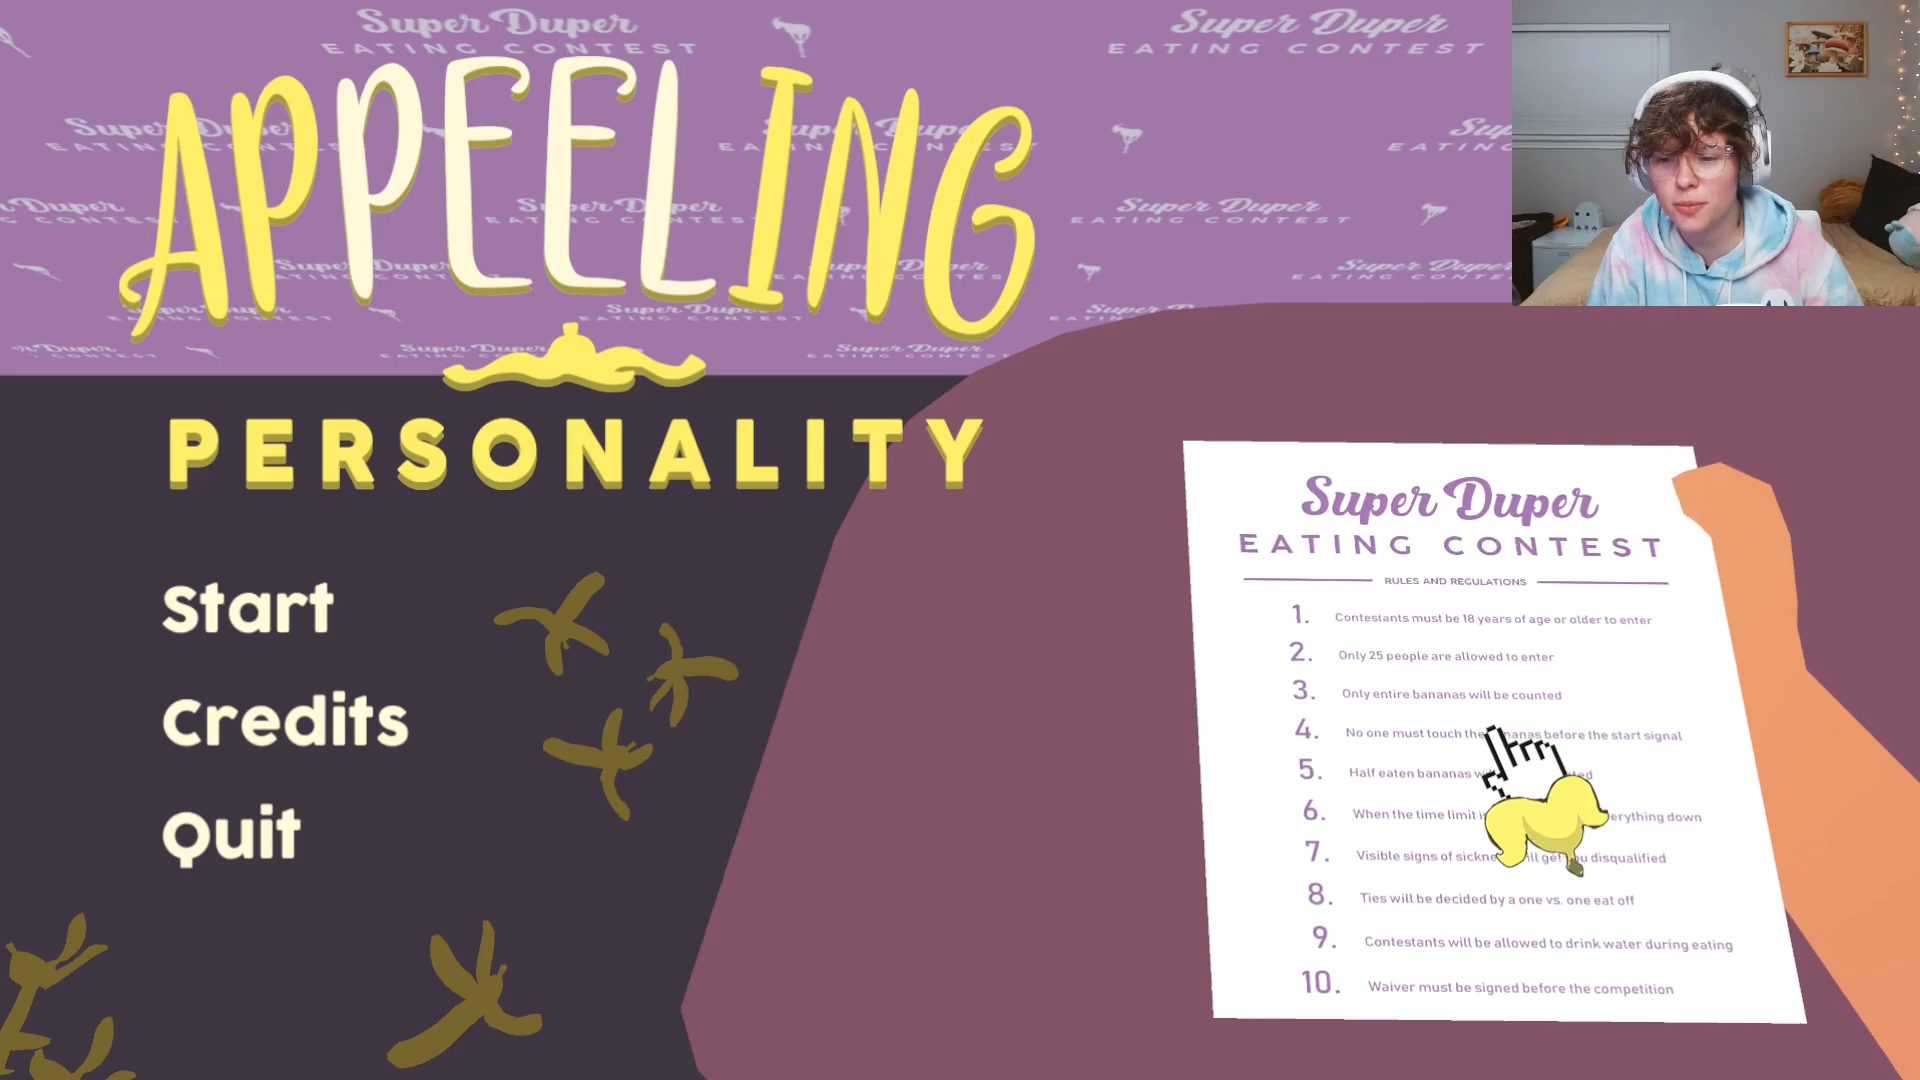 Super Duper
EATING CONTEST
Super Duper
EATING CONTEST
APPEELING
PERSONALITY
Start
Credits
Quit
Super Duper
EATING CONTEST
RULES AND REGULATIONS
1. Contestants must be 18 years of age or older to enter
2. Only 25 people are allowed to enter
3. Only entire bananas will be counted
4. No one must touch the before the start signal
5. Half eaten bananas
6. When the time limit down
7. Visible signs of disqualified
8. Ties will be decided by a one vs. one eat off
9. Contestants will be allowed to drink water during eating
10. Waiver must be signed before the competition